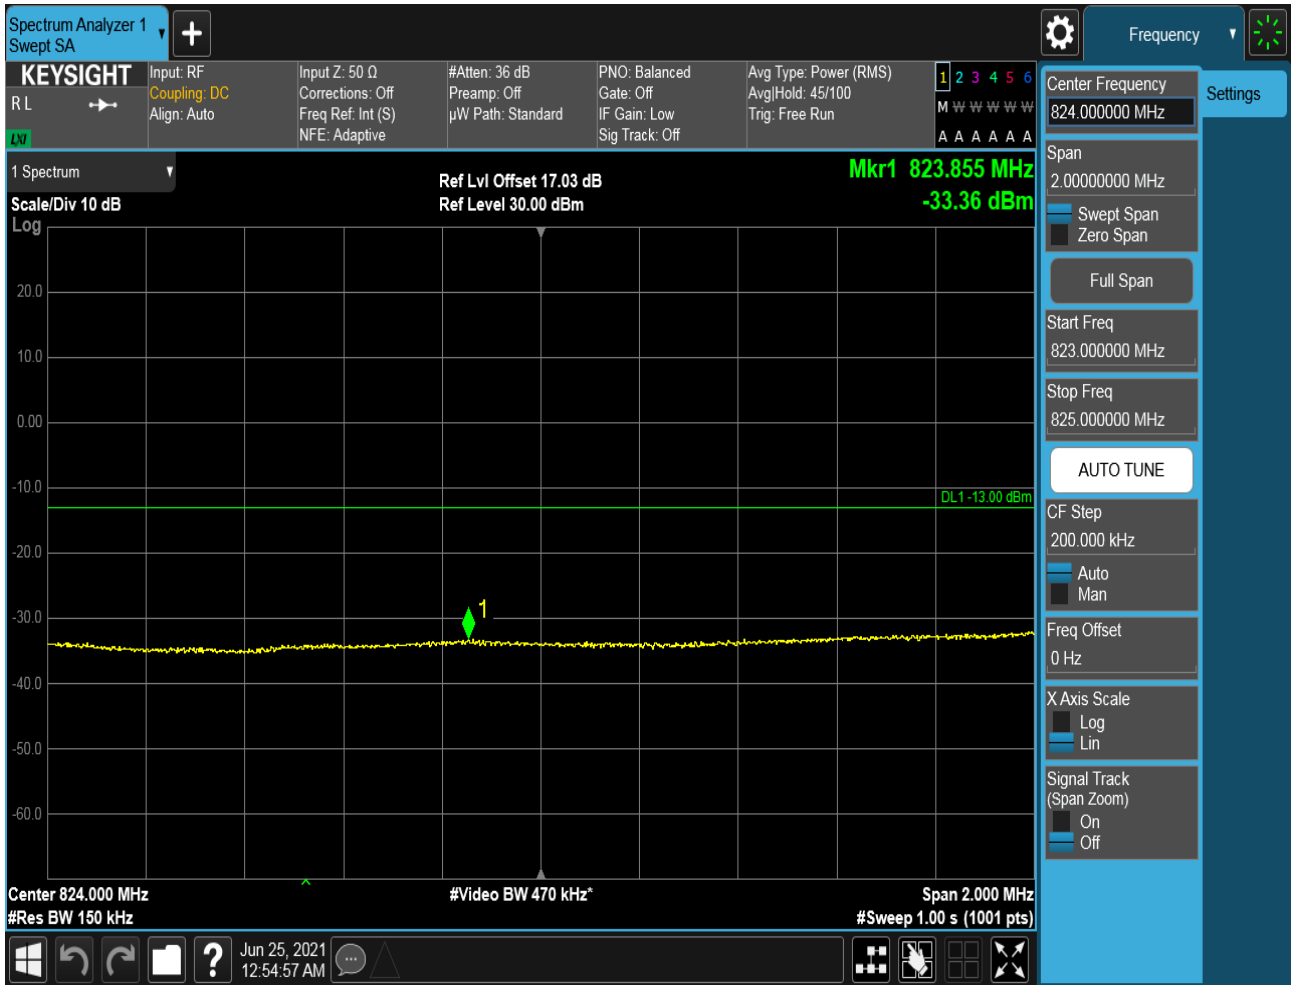 Spectrum Analyzer 1
Swept SA
Frequency
KEYSIGHT
R L
LXI
Input: RF
Coupling: DC
Align: Auto
Input Z: 50 Ω
Corrections: Off
Freq Ref: Int (S)
NFE: Adaptive
#Atten: 36 dB
Preamp: Off
µW Path: Standard
PNO: Balanced
Gate: Off
IF Gain: Low
Sig Track: Off
Avg Type: Power (RMS)
Avg|Hold: 45/100
Trig: Free Run
1 2 3 4 5 6
M W W W W W
A A A A A A
1 Spectrum
Scale/Div 10 dB
Log
Ref Lvl Offset 17.03 dB
Ref Level 30.00 dBm
Mkr1 823.855 MHz
-33.36 dBm
20.0
10.0
0.00
-10.0
DL1 -13.00 dBm
-20.0
-30.0
1
-40.0
-50.0
-60.0
Center 824.000 MHz
#Video BW 470 kHz*
Span 2.000 MHz
#Res BW 150 kHz
#Sweep 1.00 s (1001 pts)
?
Jun 25, 2021
12:54:57 AM
Center Frequency
824.000000 MHz
Settings
Span
2.00000000 MHz
Swept Span
Zero Span
Full Span
Start Freq
823.000000 MHz
Stop Freq
825.000000 MHz
AUTO TUNE
CF Step
200.000 kHz
Auto
Man
Freq Offset
0 Hz
X Axis Scale
Log
Lin
Signal Track
(Span Zoom)
On
Off